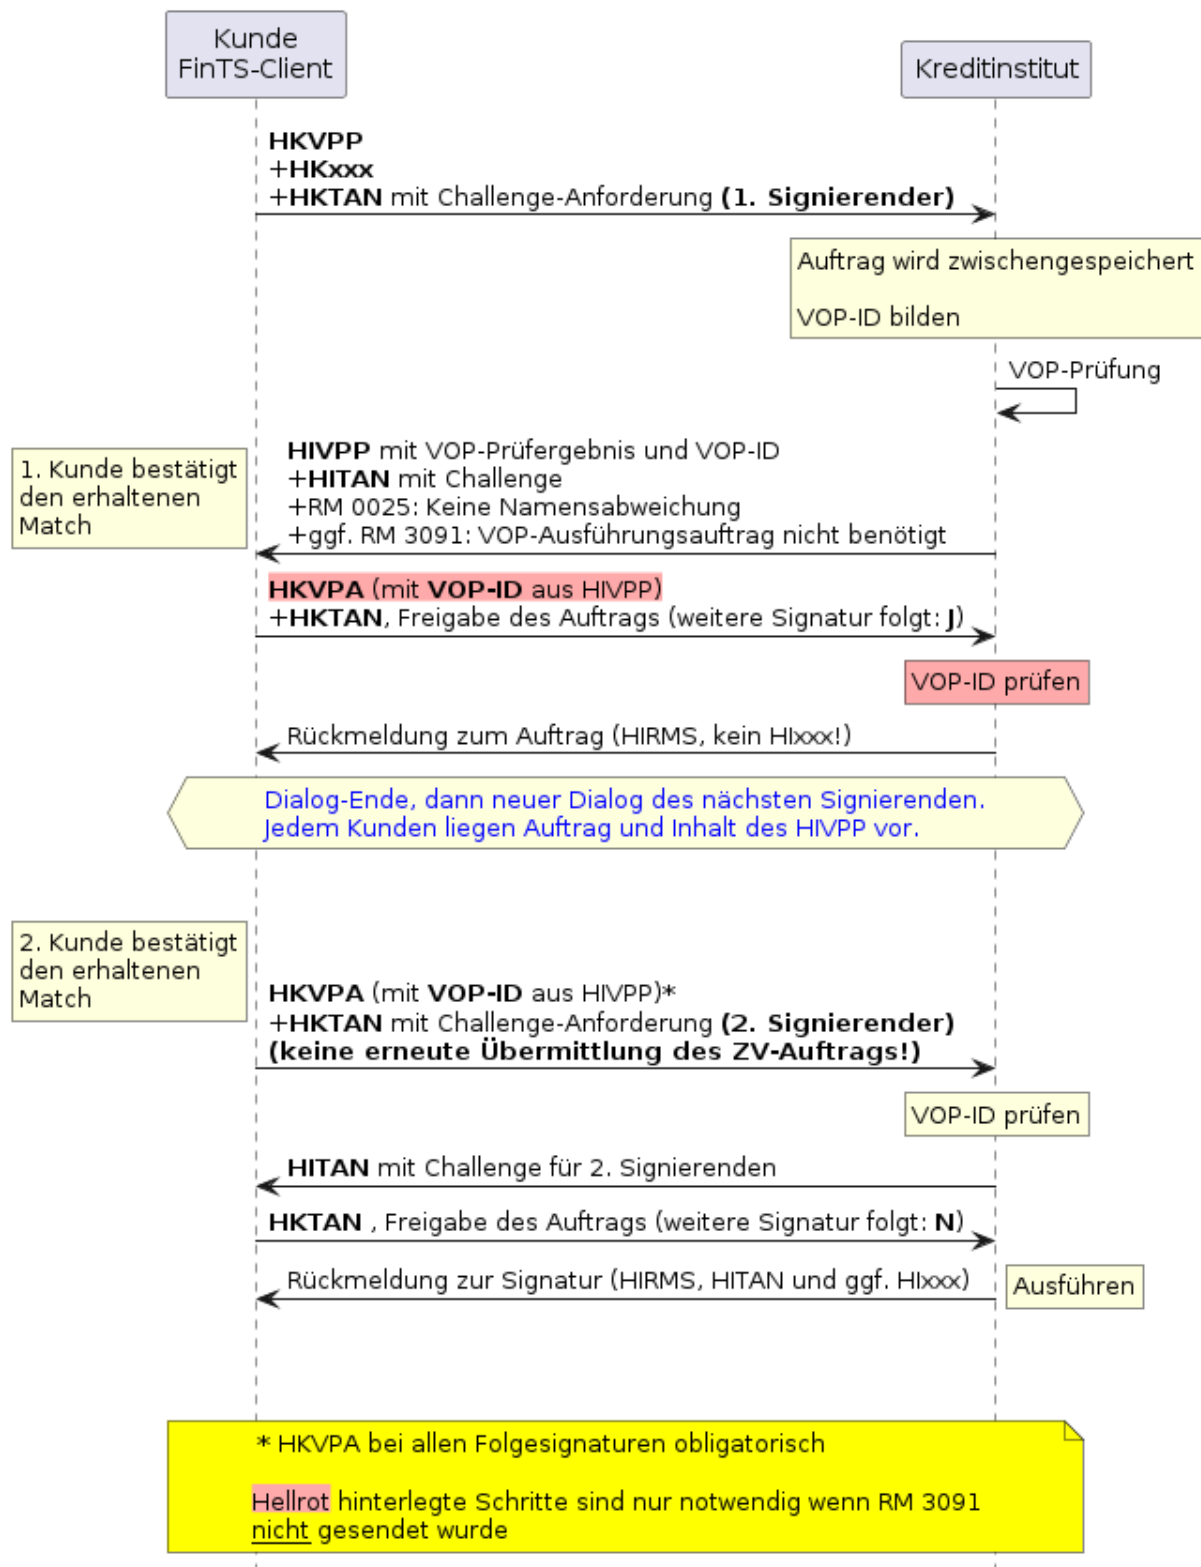 Kunde
FinTS-Client
Kreditinstitut
HKVPP
+HKxxx
+HKTAN mit Challenge-Anforderung (1. Signierender)
Auftrag wird zwischengespeichert
VOP-ID bilden
VOP-Prüfung
1. Kunde bestätigt
den erhaltenen
Match
HIVPP mit VOP-Prüfergebnis und VOP-ID
+HITAN mit Challenge
+RM 0025: Keine Namensabweichung
+ggf. RM 3091: VOP-Ausführungsauftrag nicht benötigt
HKVPA (mit VOP-ID aus HIVPP)
+HKTAN, Freigabe des Auftrags (weitere Signatur folgt: J)
VOP-ID prüfen
Rückmeldung zum Auftrag (HIRMS, kein HIxxx!)
Dialog-Ende, dann neuer Dialog des nächsten Signierenden.
Jedem Kunden liegen Auftrag und Inhalt des HIVPP vor.
2. Kunde bestätigt
den erhaltenen
Match
HKVPA (mit VOP-ID aus HIVPP)*
+HKTAN mit Challenge-Anforderung (2. Signierender)
(keine erneute Übermittlung des ZV-Auftrags!)
VOP-ID prüfen
HITAN mit Challenge für 2. Signierenden
HKTAN , Freigabe des Auftrags (weitere Signatur folgt: N)
Rückmeldung zur Signatur (HIRMS, HITAN und ggf. HIxxx)
Ausführen
* HKVPA bei allen Folgesignaturen obligatorisch
Hellrot hinterlegte Schritte sind nur notwendig wenn RM 3091
nicht gesendet wurde